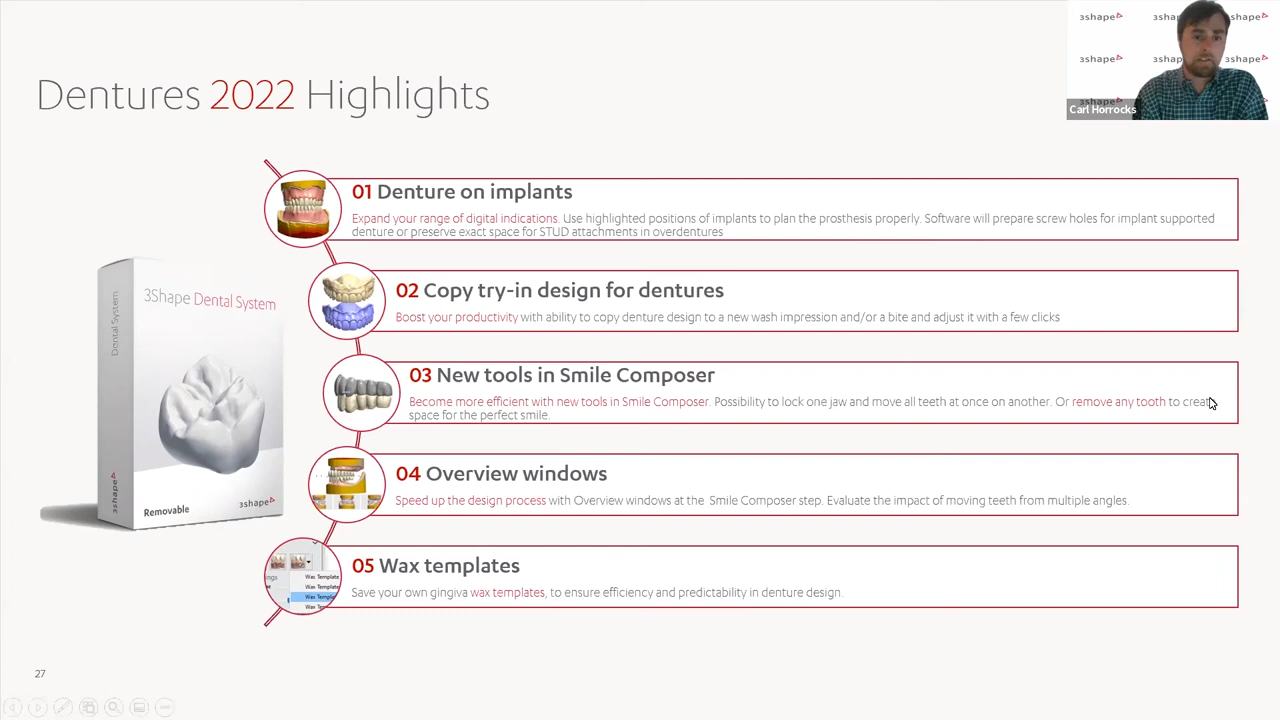 3shape
3shape
3shape
3shape
3shape
Carl Horrocks
Dentures 2022 Highlights
01 Denture on implants
Expand your range of digital indications. Use highlighted positions of implants to plan the prosthesis properly. Software will prepare screw holes for implant supported
denture or preserve exact space for STUD attachments in overdentures
02 Copy try-in design for dentures
Boost your productivity with ability to copy denture design to a new wash impression and/or a bite and adjust it with a few clicks
03 New tools in Smile Composer
Become more efficient with new tools in Smile Composer. Possibility to lock one jaw and move all teeth at once on another. Or remove any tooth to create
space for the perfect smile.
04 Overview windows
Speed up the design process with Overview windows at the Smile Composer step. Evaluate the impact of moving teeth from multiple angles.
05 Wax templates
Save your own gingiva wax templates, to ensure efficiency and predictability in denture design.
3Shape Dental System
Dental System
3shape
Removable
3shape
Wax Template
Wax Template
Wax Template
27